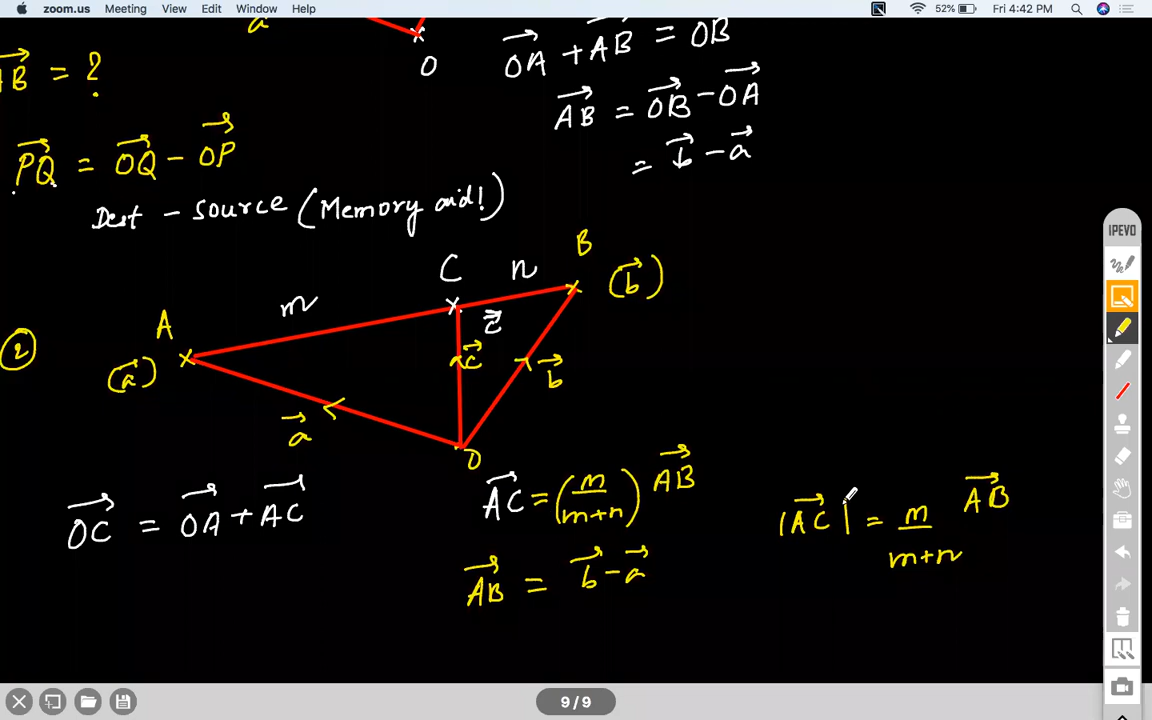 zoom.us Meeting View Edit Window Help 52% Fri 4:42 PM
a
O
OA + AB = OB
AB = ?
AB = OB - OA
= b - a
PQ = OQ - OP
Dest - source (Memory aid!)
IPEVO
2
A
(a)
m
C
n
B
(b)
c
c
b
a
O
OC = OA + AC
AC = (m/m+n) AB
AB = b - a
|AC| = m/m+n AB
9/9